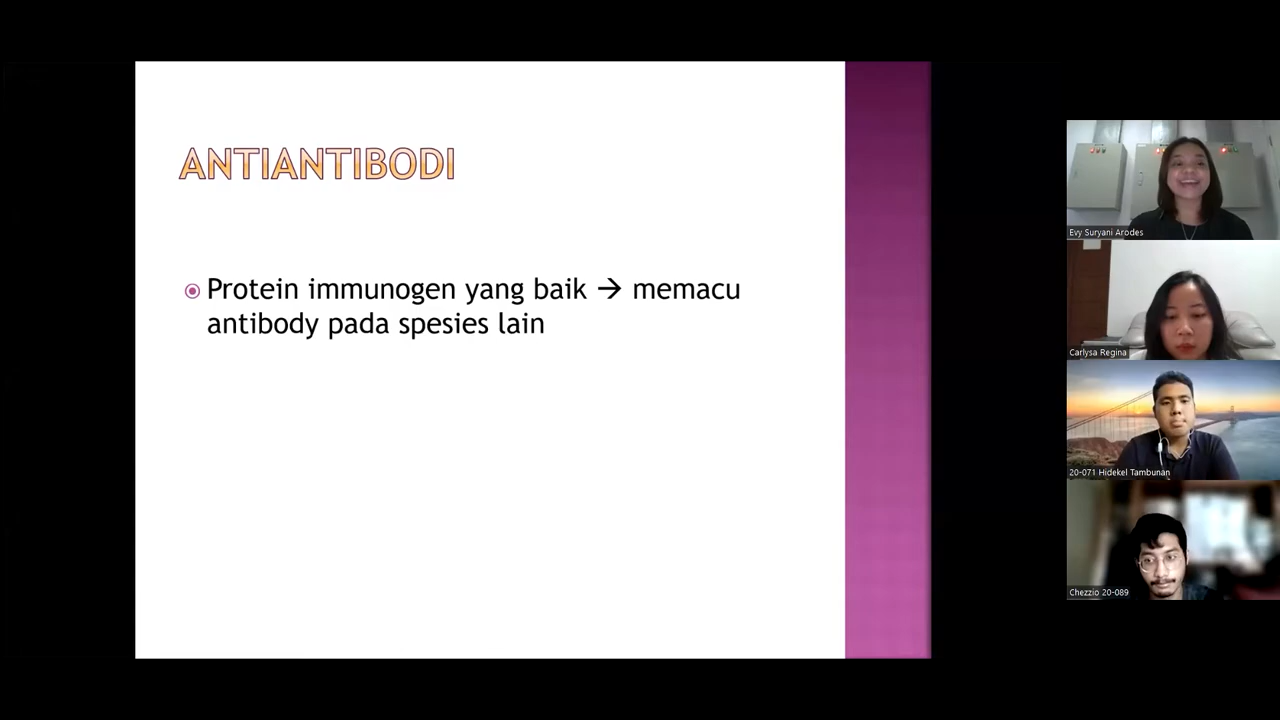 ANTIANTIBODI
Protein immunogen yang baik → memacu
antibody pada spesies lain
Evy Suryani Arodes
Carlysa Regina
20-071 Hidekel Tambunan
Chezzio 20-089